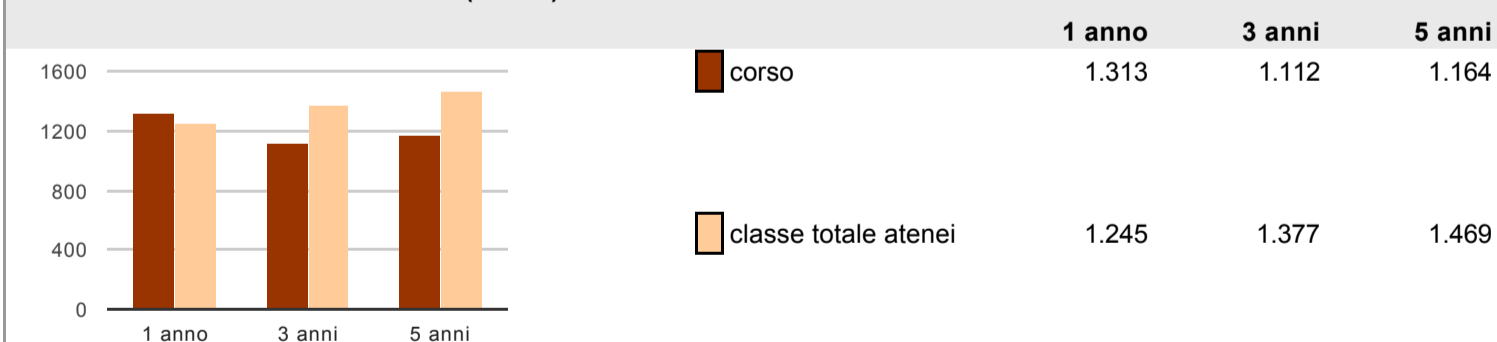 1 anno 3 anni 5 anni
1600
1200
800
400
0
1 anno 3 anni 5 anni
corso 1.313 1.112 1.164
classe totale atenei 1.245 1.377 1.469